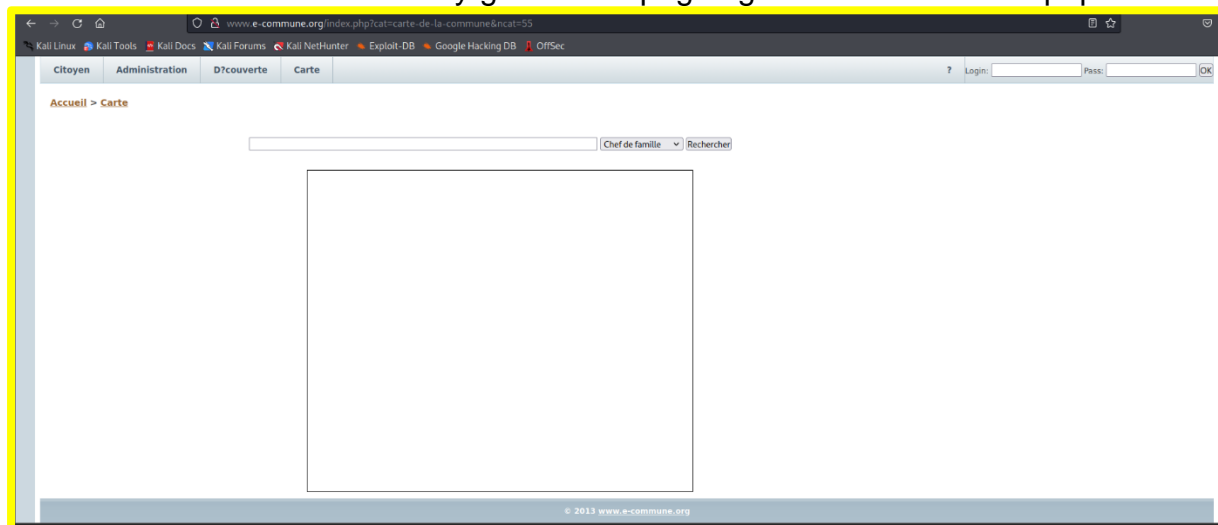 www.e-commune.org/index.php?cat=carte-de-la-commune&ncat=55
Kali Linux Kali Tools Kali Docs Kali Forums Kali NetHunter Exploit-DB Google Hacking DB OffSec
Citoyen Administration D?couverte Carte ? Login: Pass: OK
Accueil > Carte
Chef de famille Rechercher
© 2013 www.e-commune.org